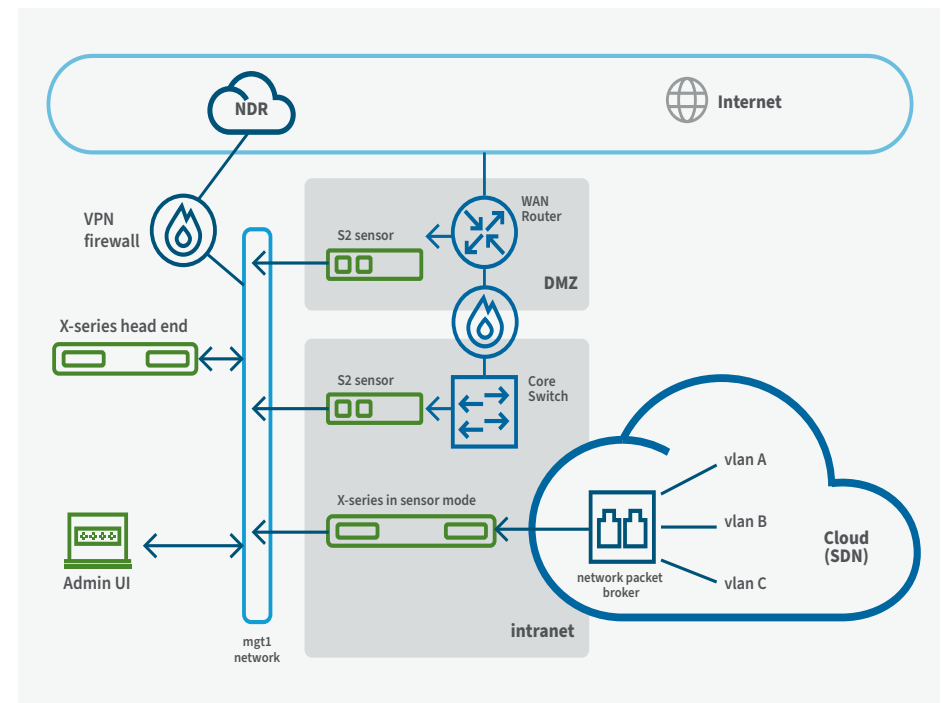 NDR
Internet
VPN
firewall
WAN
Router
S2 sensor
DMZ
X-series head end
S2 sensor
Core
Switch
vlan A
X-series in sensor mode
vlan B
Cloud
(SDN)
network packet
broker
vlan C
Admin UI
intranet
mgt1
network